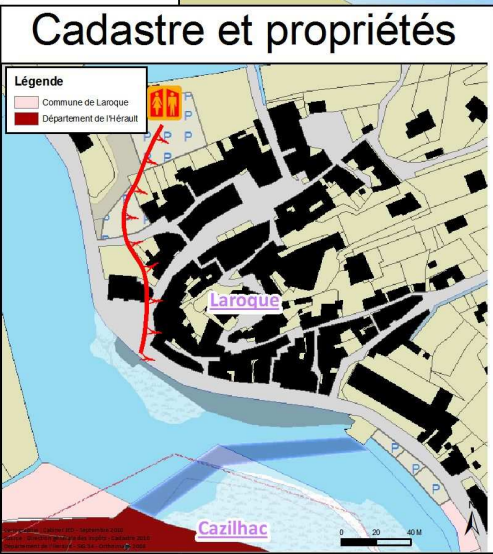 Cadastre et propriétés
Légende
Commune de Laroque
Département de l'Hérault
P
P
P P
P
P
P
Laroque
P
P
P
P
Cazilhac
0 20 40 M